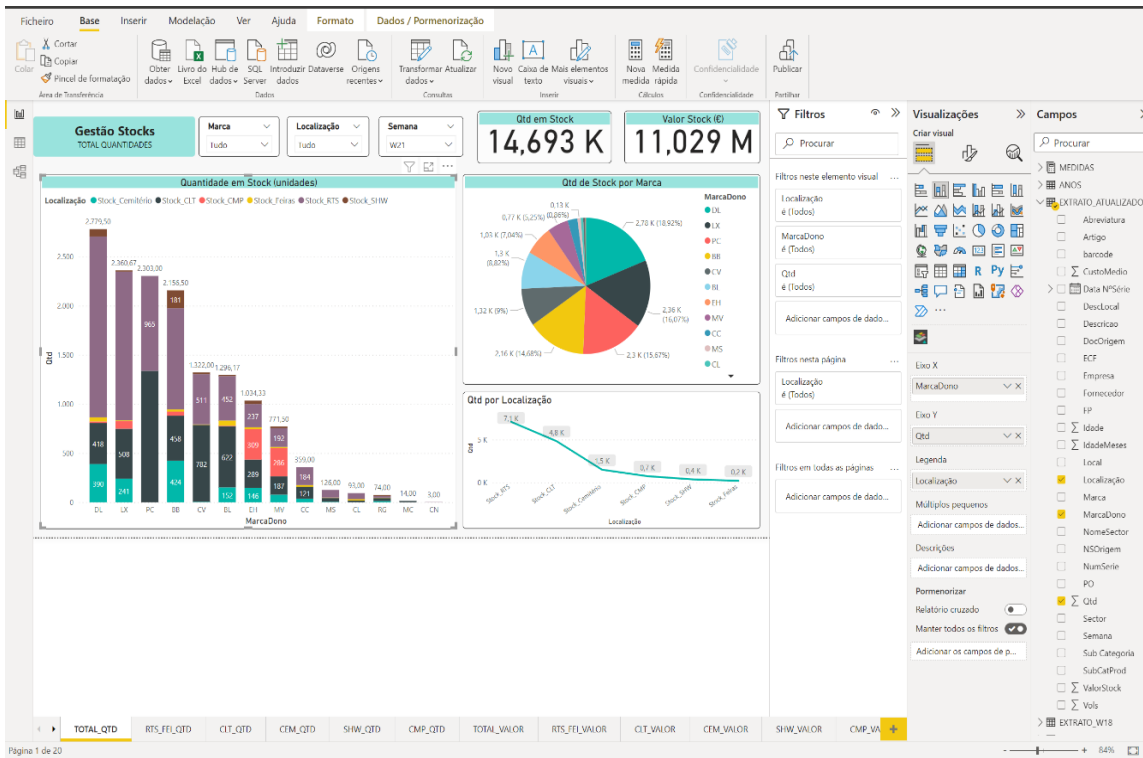 Ficheiro Base Inserir Modelação Ver Ajuda Formato Dados / Pormenorização
Colar
Cortar
Copiar
Pincel de formatação
Área de Transferência
Obter dados
Livro do Excel
Hub de dados
SQL Server
Introduzir dados
Dataverse
Origens recentes
Dados
Transformar dados
Atualizar
Consultas
Novo visual
Caixa de texto
Mais elementos visuais
Inserir
Nova medida
Medida rápida
Cálculos
Confidencialidade
Confidencialidade
Publicar
Partilhar
Gestão Stocks
TOTAL QUANTIDADES
Marca
Tudo
Localização
Tudo
Semana
W21
Qtd em Stock
14,693 K
Valor Stock (€)
11,029 M
Quantidade em Stock (unidades)
Localização Stock_Cemitério Stock_CLT Stock_CMP Stock_Feiras Stock_RTS Stock_SHW
Qtd
2.500
2.000
1.500
1.000
500
0
2.779,50
2.360,67
2.303,00
2.156,50
1.322,00
1.296,17
1.034,33
771,50
359,00
128,00
93,00
74,00
14,00
3,00
418
390
508
241
965
181
458
424
511
782
452
622
152
237
309
289
146
192
286
187
184
121
DL LX PC BB CV BL EH MV CC MS CL RG MC CN
MarcaDono
Qtd de Stock por Marca
0,13 K (0,86%)
0,77 K (5,25%)
1,03 K (7,04%)
1,3 K (8,82%)
1,32 K (9%)
2,16 K (14,68%)
2,3 K (15,67%)
2,36 K (16,07%)
2,70 K (18,92%)
MarcaDono
DL
LX
PC
BB
CV
BL
EH
MV
CC
MS
CL
Qtd por Localização
Qtd
5 K
0 K
7,1 K
4,8 K
1,5 K
0,7 K
0,4 K
0,2 K
Stock_RTS
Stock_CLT
Stock_Cemitério
Stock_CMP
Stock_SHW
Stock_Feiras
Localização
Filtros
Procurar
Filtros neste elemento visual ...
Localização
é (Todos)
MarcaDono
é (Todos)
Qtd
é (Todos)
Adicionar campos de dado...
Filtros nesta página ...
Localização
é (Todos)
Adicionar campos de dado...
Filtros em todas as páginas ...
Adicionar campos de dado...
Visualizações
Criar visual
R Py
...
Eixo X
MarcaDono
Eixo Y
Qtd
Legenda
Localização
Múltiplos pequenos
Adicionar campos de dados...
Descrições
Adicionar campos de dados...
Pormenorizar
Relatório cruzado
Manter todos os filtros
Adicionar os campos de p...
Campos
Procurar
MEDIDAS
ANOS
EXTRATO_ATUALIZADO
Abreviatura
Artigo
barcode
∑ CustoMedio
Data NºSérie
DescLocal
Descricao
DocOrigem
ECF
Empresa
Fornecedor
FP
∑ Idade
∑ IdadeMeses
Local
Localização
Marca
MarcaDono
NomeSector
NSOrigem
NumSerie
PO
∑ Qtd
Sector
Semana
Sub Categoria
SubCatProd
∑ ValorStock
∑ Vols
EXTRATO_W18
TOTAL_QTD RTS_FEI_QTD CLT_QTD CEM_QTD SHW_QTD CMP_QTD TOTAL_VALOR RTS_FEI_VALOR CLT_VALOR CEM_VALOR SHW_VALOR CMP_VA +
Página 1 de 20
- + 84%